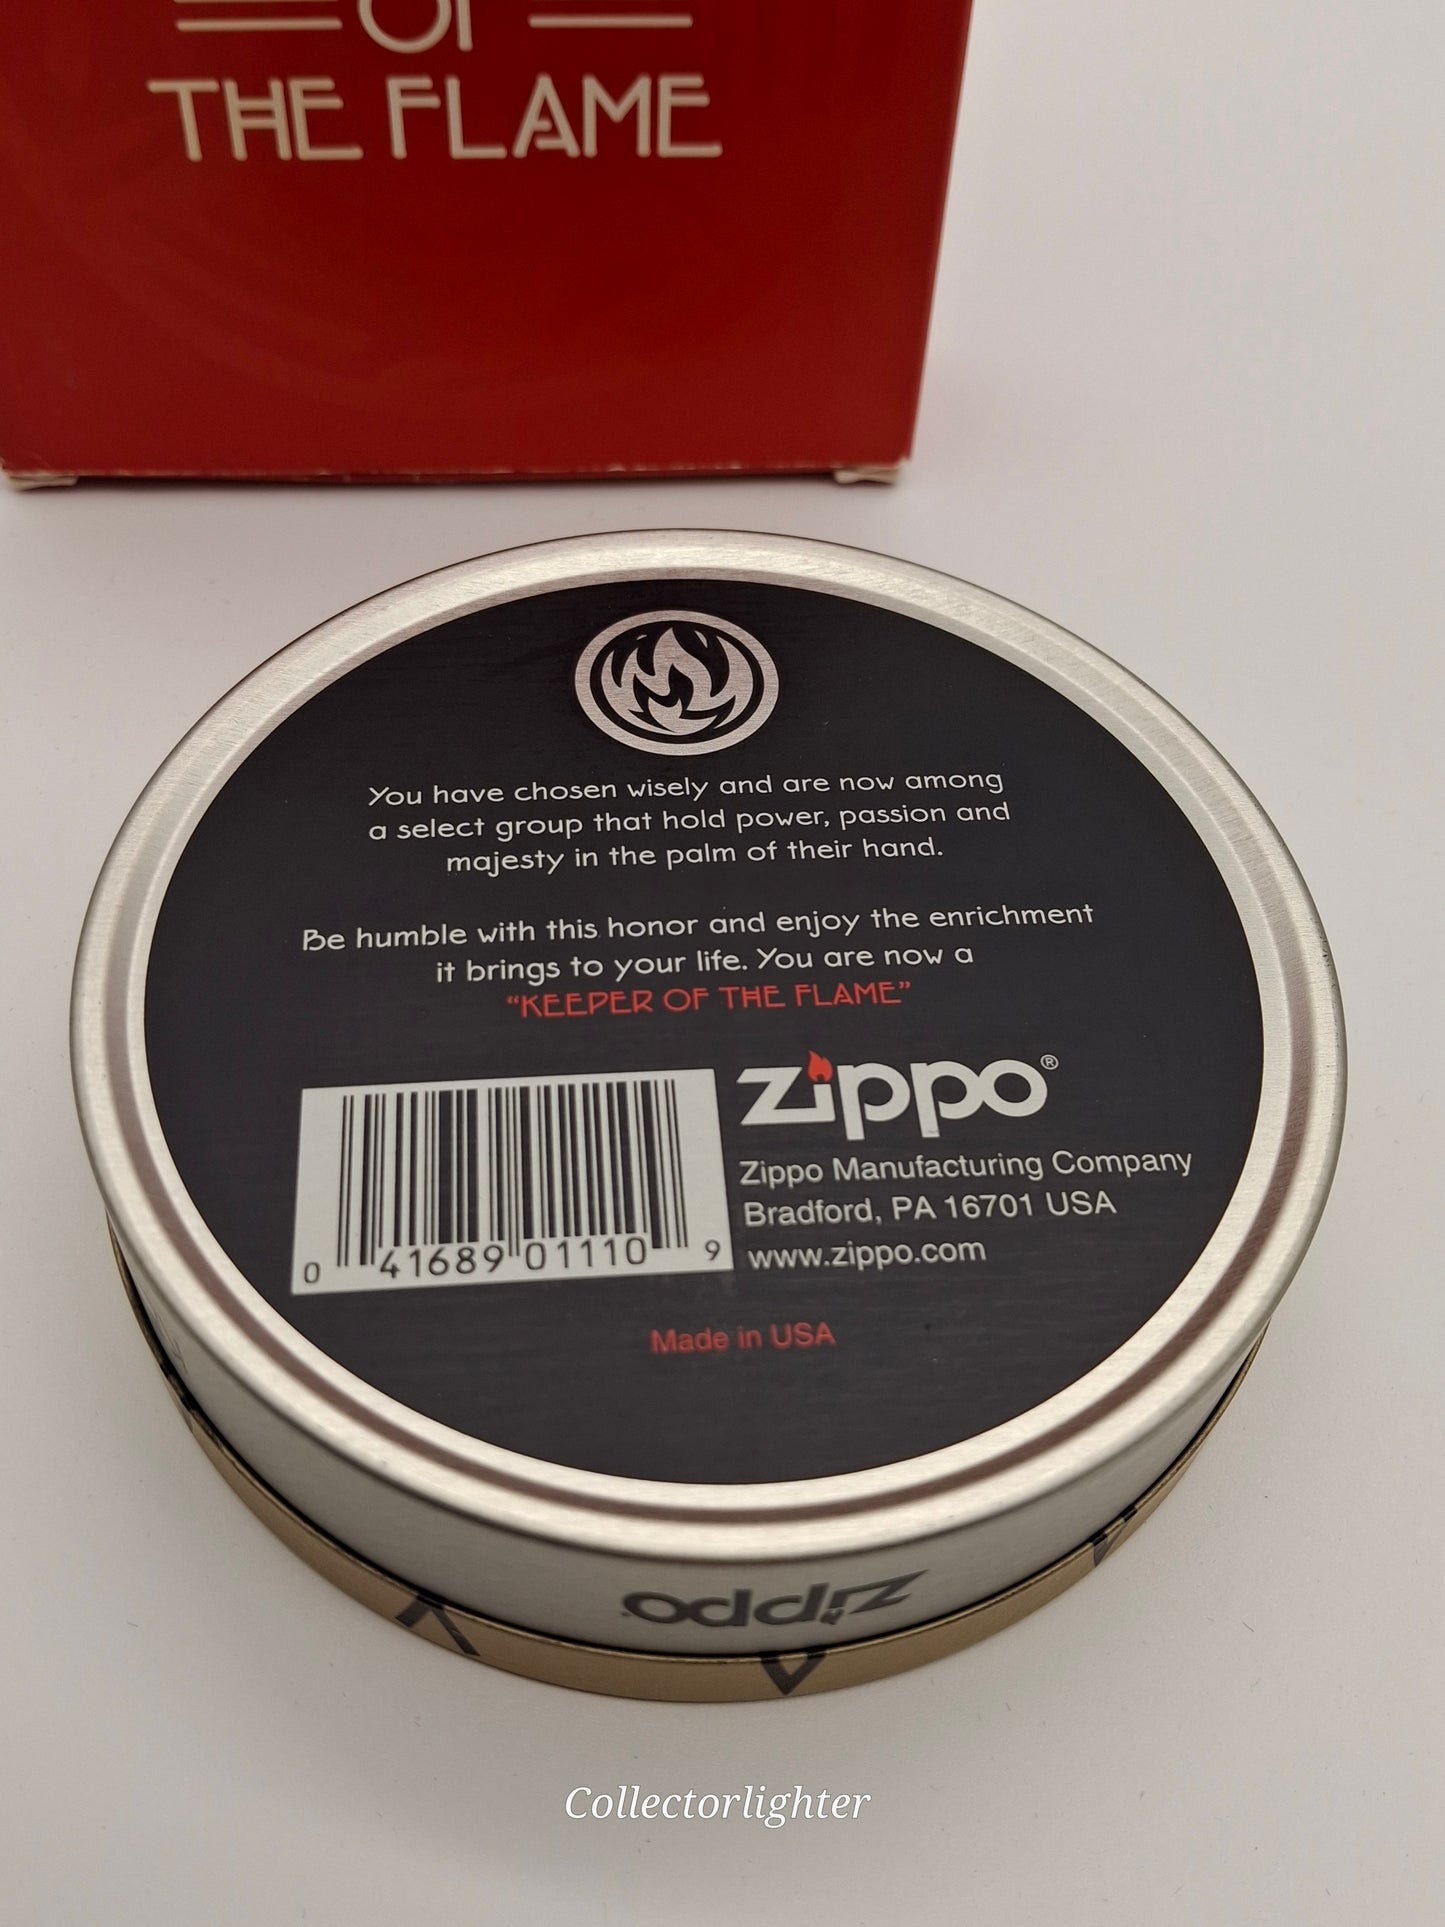 OF
THE FLAME
You have chosen wisely and are now among
a select group that hold power, passion and
majesty in the palm of their hand.
Be humble with this honor and enjoy the enrichment
it brings to your life. You are now a
“KEEPER OF THE FLAME”
zippo®
Zippo Manufacturing Company
Bradford, PA 16701 USA
www.zippo.com
0 41689 01110 9
Made in USA
zippo
Collectorlighter